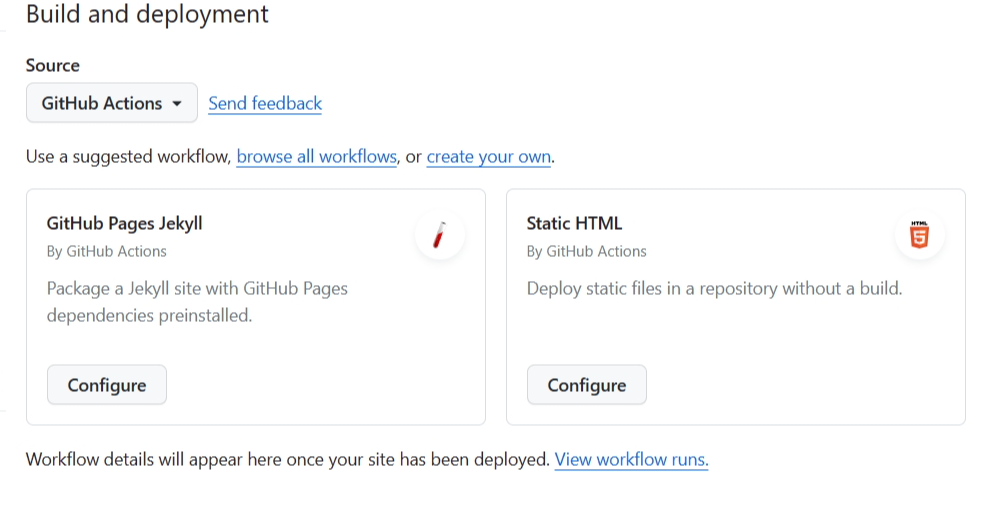 Build and deployment
Source
GitHub Actions
Send feedback
Use a suggested workflow, browse all workflows, or create your own.
GitHub Pages Jekyll
By GitHub Actions
Package a Jekyll site with GitHub Pages
dependencies preinstalled.
Configure
HTML
5
Static HTML
By GitHub Actions
Deploy static files in a repository without a build.
Configure
Workflow details will appear here once your site has been deployed. View workflow runs.